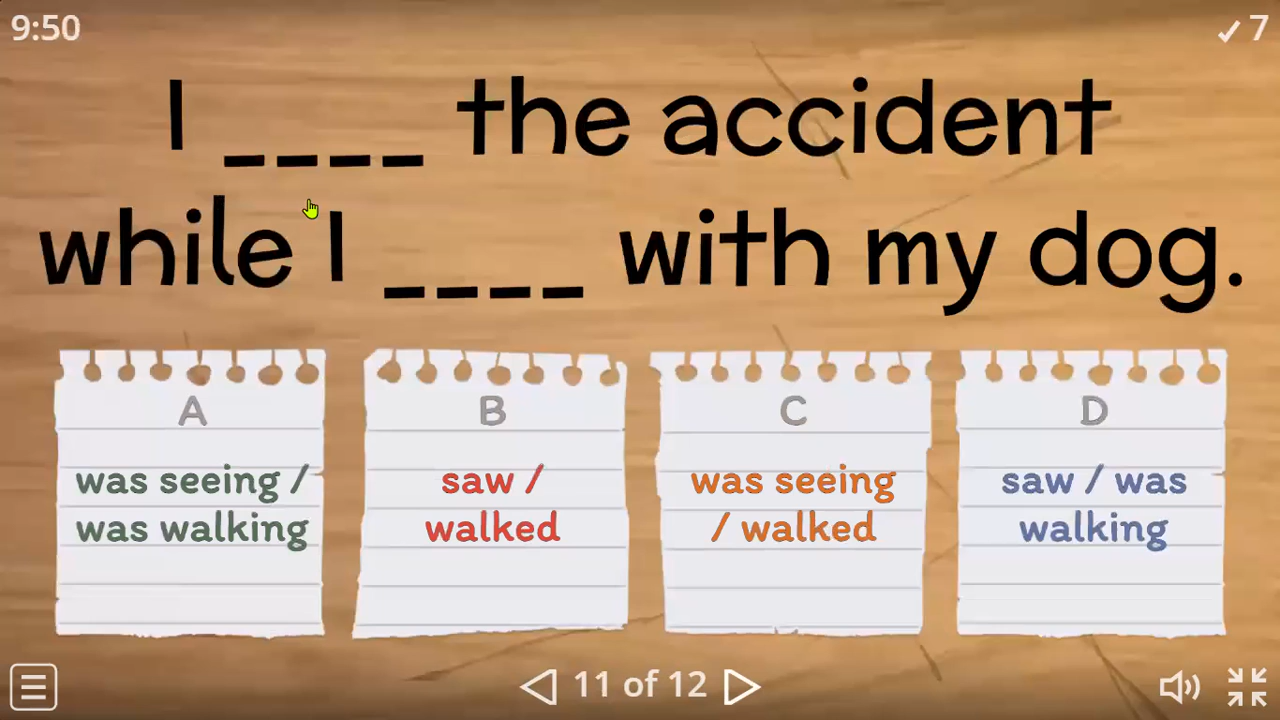 9:50
✓ 7
I ____ the accident
while I ____ with my dog.
A
was seeing /
was walking
B
saw /
walked
C
was seeing
/ walked
D
saw / was
walking
11 of 12